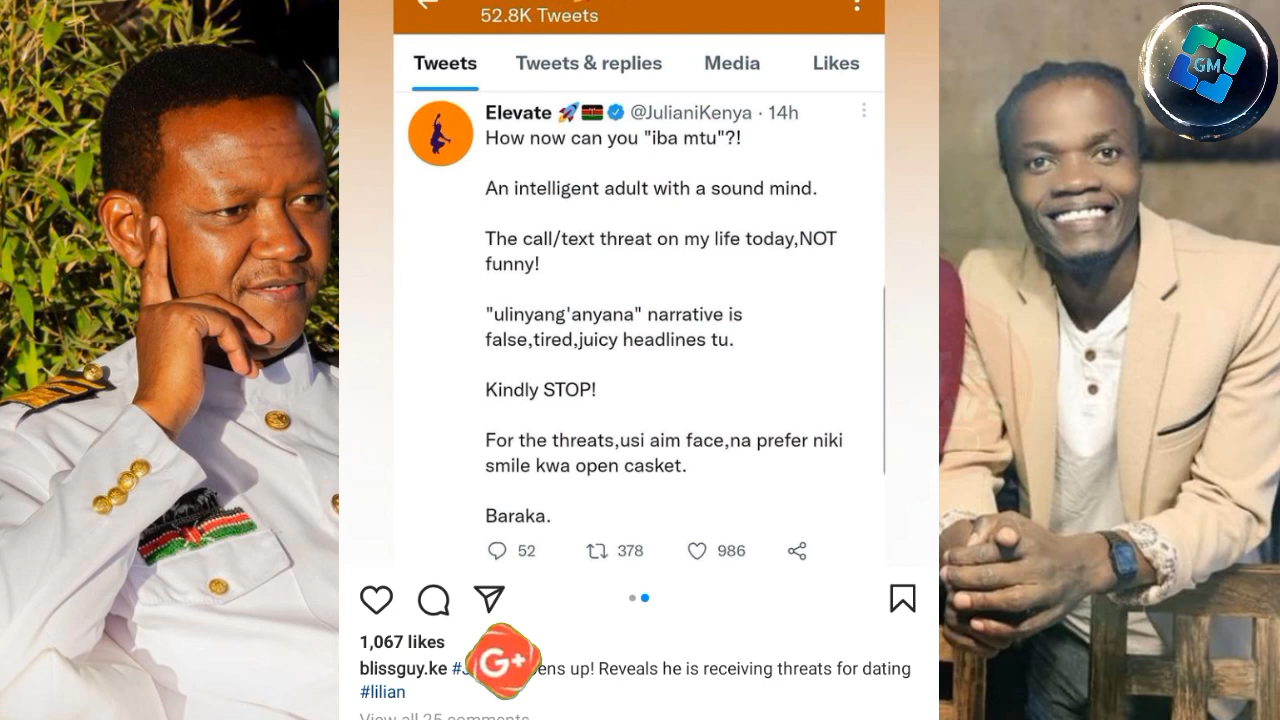 52.8K Tweets
Tweets Tweets & replies Media Likes
Elevate 🚀🇰🇪 @JulianiKenya · 14h
How now can you "iba mtu"?!
An intelligent adult with a sound mind.
The call/text threat on my life today,NOT
funny!
"ulinyang'anyana" narrative is
false,tired,juicy headlines tu.
Kindly STOP!
For the threats,usi aim face,na prefer niki
smile kwa open casket.
Baraka.
52 378 986
1,067 likes
blissguy.ke ens up! Reveals he is receiving threats for dating
#lilian
View all 25 comments
G+
GM